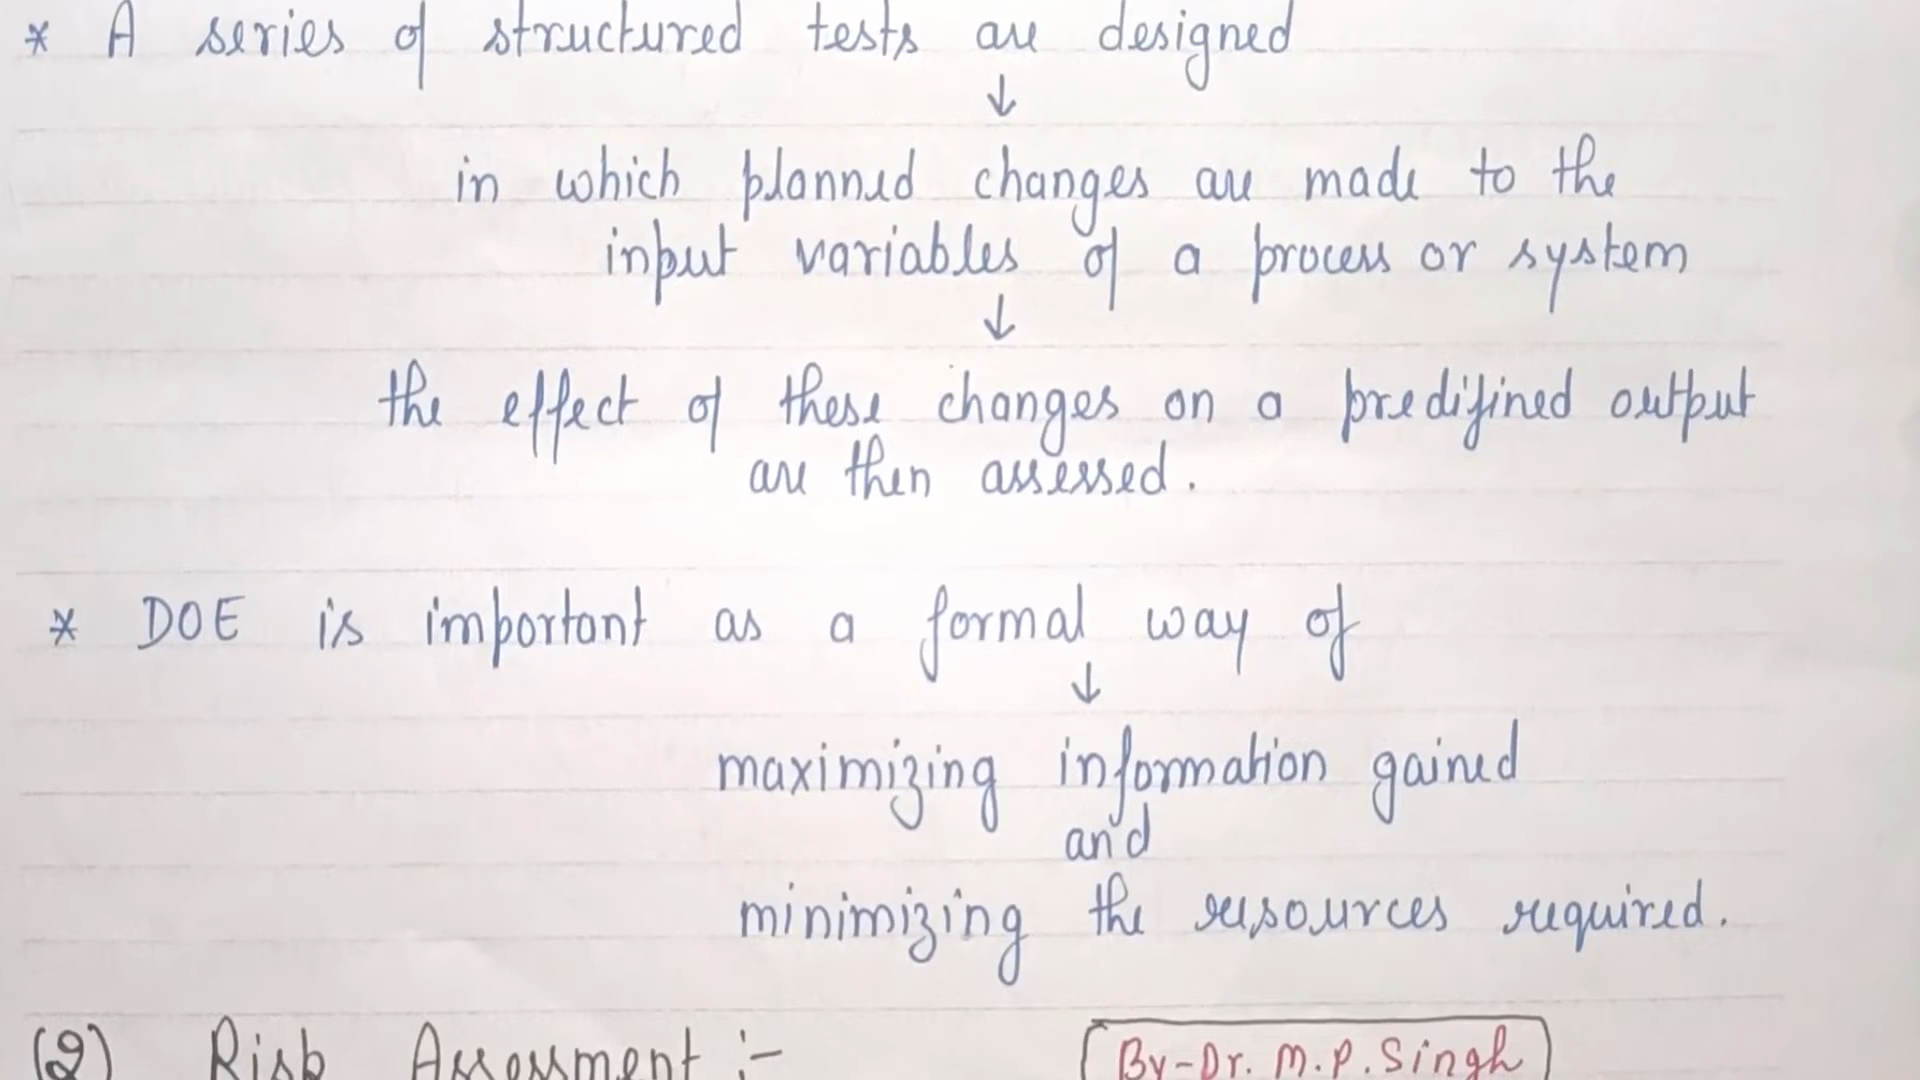 * A series of structured tests are designed
↓
in which planned changes are made to the
input variables of a process or system
↓
the effect of these changes on a predifined output
are then assessed.
* DOE is important as a formal way of
↓
maximizing information gained
and
minimizing the resources required.
(2) Risk Assessment :-
By-Dr. M.P. Singh